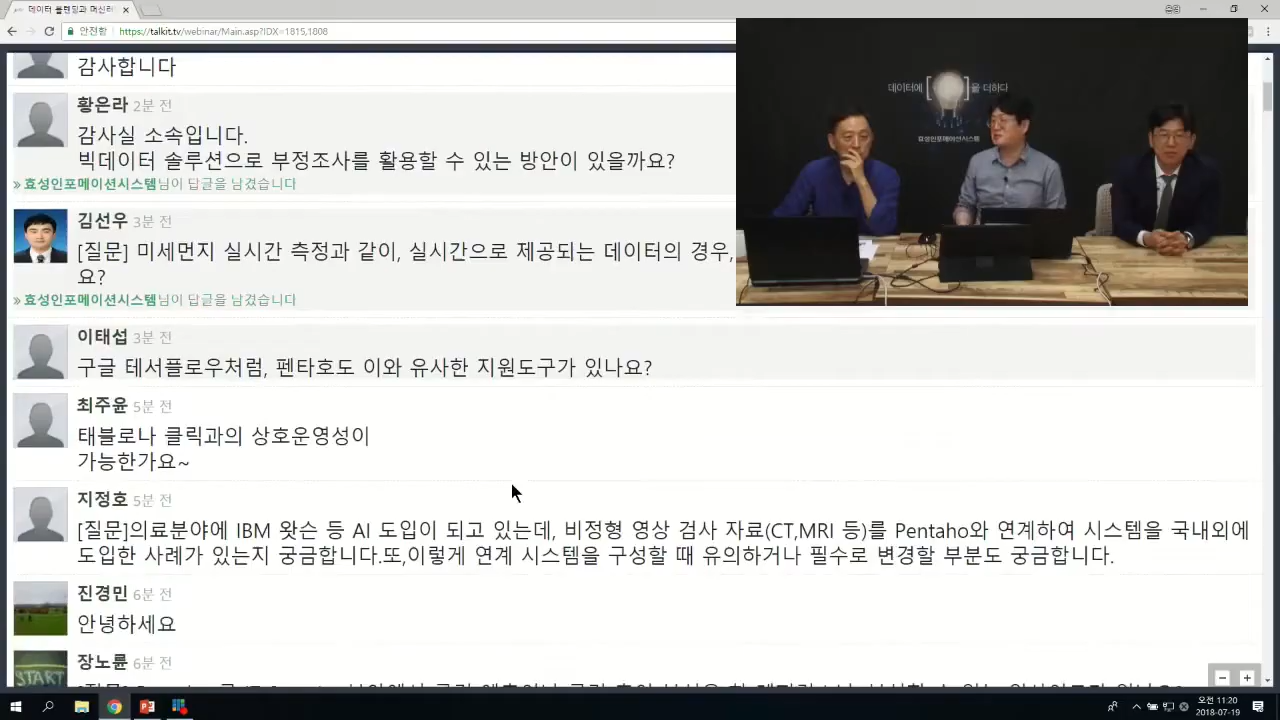 데이터 블렌딩과 머신러닝
안전함 https://talkit.tv/webinar/Main.asp?IDX=1815,1808
감사합니다
황은라 2분 전
감사실 소속입니다.
빅데이터 솔루션으로 부정조사를 활용할 수 있는 방안이 있을까요?
» 효성인포메이션시스템님이 답글을 남겼습니다
김선우 3분 전
[질문] 미세먼지 실시간 측정과 같이, 실시간으로 제공되는 데이터의 경우,
요?
» 효성인포메이션시스템님이 답글을 남겼습니다
이태섭 3분 전
구글 테서플로우처럼, 펜타호도 이와 유사한 지원도구가 있나요?
최주윤 5분 전
태블로나 클릭과의 상호운영성이
가능한가요~
지정호 5분 전
[질문]의료분야에 IBM 왓슨 등 AI 도입이 되고 있는데, 비정형 영상 검사 자료(CT,MRI 등)를 Pentaho와 연계하여 시스템을 국내외에
도입한 사례가 있는지 궁금합니다.또,이렇게 연계 시스템을 구성할 때 유의하거나 필수로 변경할 부분도 궁금합니다.
진경민 6분 전
안녕하세요
장노륜 6분 전
START
데이터에 [ ]을 더하다
효성인포메이션시스템
오전 11:20
2018-07-19